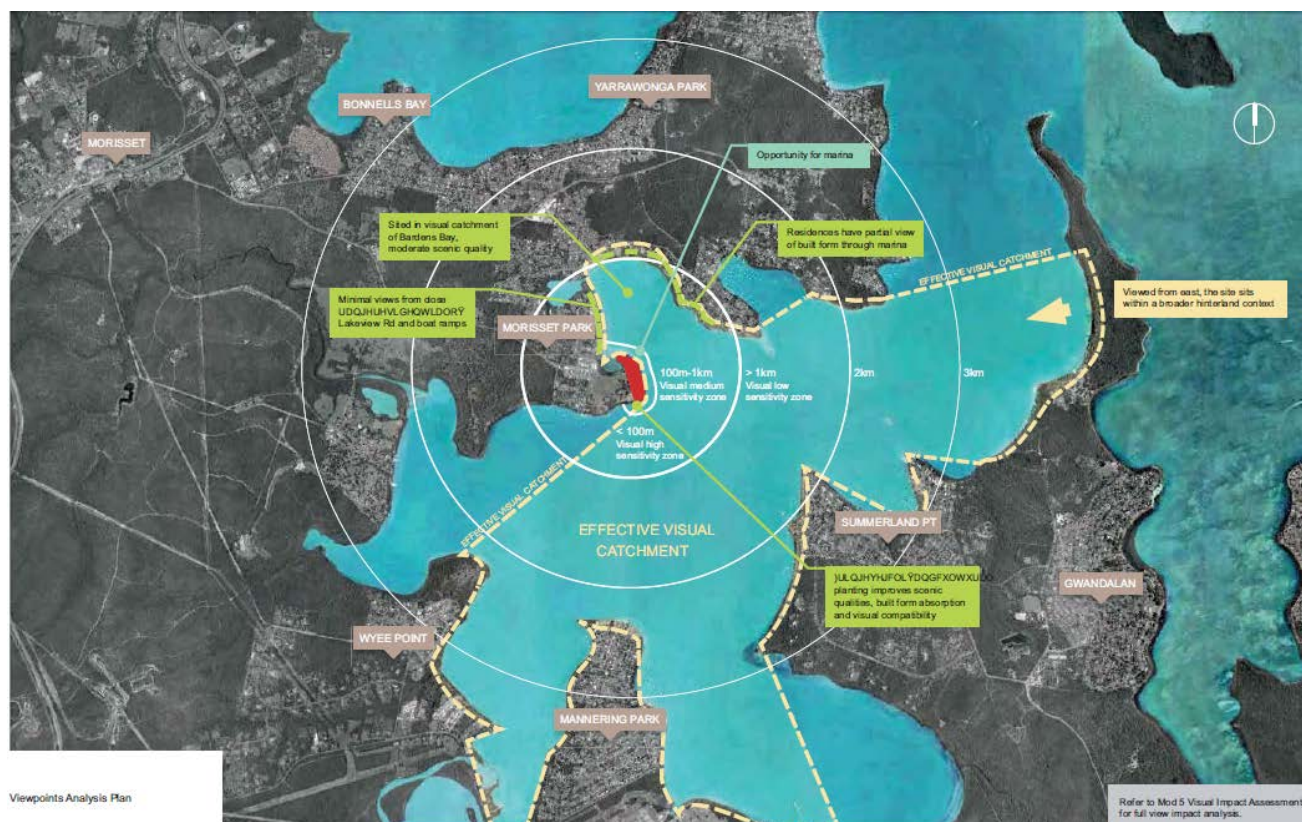 YARRAWONGA PARK
BONNELLS BAY
MORISSET
Opportunity for marina
Sited in visual catchment
of Bardens Bay,
moderate scenic quality
Residences have partial view
of built form through marina
EFFECTIVE VISUAL CATCHMENT
Viewed from east, the site sits
within a broader hinterland context
Minimal views from close
UDQJHUHVLGHQWLDORŸ
Lakeview Rd and boat ramps
MORISSET PARK
100m-1km
Visual medium
sensitivity zone
> 1km
Visual low
sensitivity zone
2km
3km
< 100m
Visual high
sensitivity zone
EFFECTIVE VISUAL CATCHMENT
EFFECTIVE VISUAL
CATCHMENT
SUMMERLAND PT
GWANDALAN
)ULQJHYHJFOLŸDQGFXOWXUDO
planting improves scenic
qualities, built form absorption
and visual compatibility
WYEE POINT
MANNERING PARK
Viewpoints Analysis Plan
Refer to Mod 5 Visual Impact Assessment
for full view impact analysis.